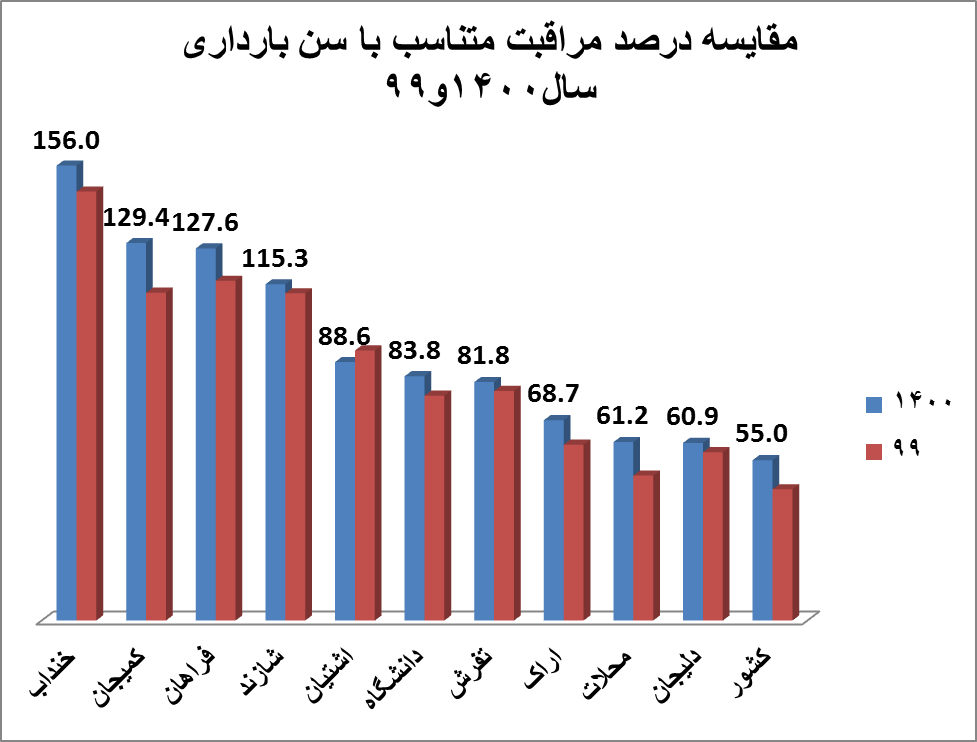 مقایسه درصد مراقبت متناسب با سن بارداری
سال۱۴۰۰و۹۹
156.0
129.4
127.6
115.3
88.6
83.8
81.8
68.7
61.2
60.9
55.0
۱۴۰۰
۹۹
خنداب
کمیجان
فراهان
شازند
اشتیان
دانشگاه
تفرش
اراک
محلات
دلیجان
کشور